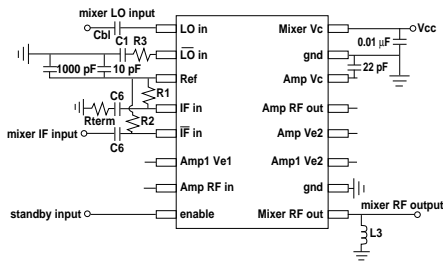 mixer LO input
Cbl
LO in
Mixer Vc
Vcc
C1 R3
L̅O̅ in
gnd
0.01 µF
1000 pF
10 pF
Ref
Amp Vc
22 pF
R1
C6
IF in
Amp RF out
Rterm
R2
mixer IF input
I̅F̅ in
Amp Ve2
C6
Amp1 Ve1
Amp1 Ve2
Amp RF in
gnd
mixer RF output
standby input
enable
Mixer RF out
L3